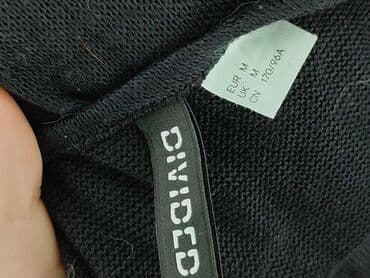 EUR M
UK M
CN 170/96A
DIVIDED